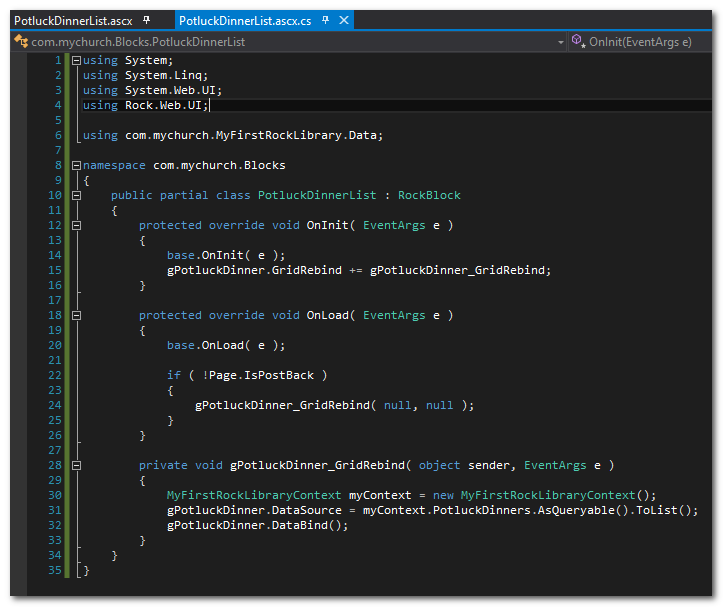 PotluckDinnerList.ascx
PotluckDinnerList.ascx.cs
com.mychurch.Blocks.PotluckDinnerList
OnInit(EventArgs e)
1 using System;
2 using System.Linq;
3 using System.Web.UI;
4 using Rock.Web.UI;
5
6 using com.mychurch.MyFirstRockLibrary.Data;
7
8 namespace com.mychurch.Blocks
9 {
10     public partial class PotluckDinnerList : RockBlock
11     {
12         protected override void OnInit( EventArgs e )
13         {
14             base.OnInit( e );
15             gPotluckDinner.GridRebind += gPotluckDinner_GridRebind;
16         }
17
18         protected override void OnLoad( EventArgs e )
19         {
20             base.OnLoad( e );
21
22             if ( !Page.IsPostBack )
23             {
24                 gPotluckDinner_GridRebind( null, null );
25             }
26         }
27
28         private void gPotluckDinner_GridRebind( object sender, EventArgs e )
29         {
30             MyFirstRockLibraryContext myContext = new MyFirstRockLibraryContext();
31             gPotluckDinner.DataSource = myContext.PotluckDinners.AsQueryable().ToList();
32             gPotluckDinner.DataBind();
33         }
34     }
35 }